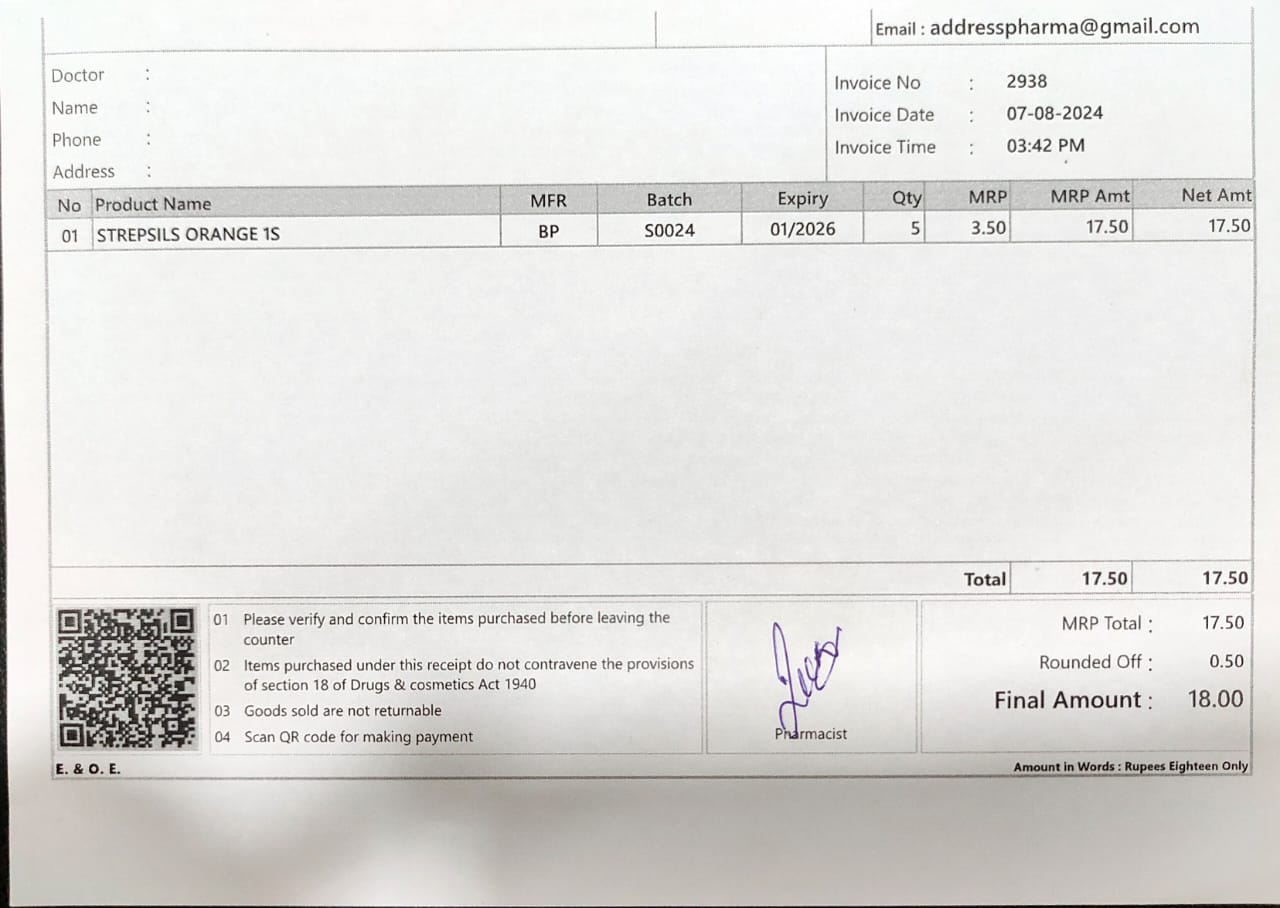 Email : addresspharma@gmail.com
Doctor :
Name :
Phone :
Address :
Invoice No : 2938
Invoice Date : 07-08-2024
Invoice Time : 03:42 PM
No Product Name MFR Batch Expiry Qty MRP MRP Amt Net Amt
01 STREPSILS ORANGE 1S BP S0024 01/2026 5 3.50 17.50 17.50
Total 17.50 17.50
01 Please verify and confirm the items purchased before leaving the
counter
02 Items purchased under this receipt do not contravene the provisions
of section 18 of Drugs & cosmetics Act 1940
03 Goods sold are not returnable
04 Scan QR code for making payment
Pharmacist
MRP Total : 17.50
Rounded Off : 0.50
Final Amount : 18.00
E. & O. E.
Amount in Words : Rupees Eighteen Only